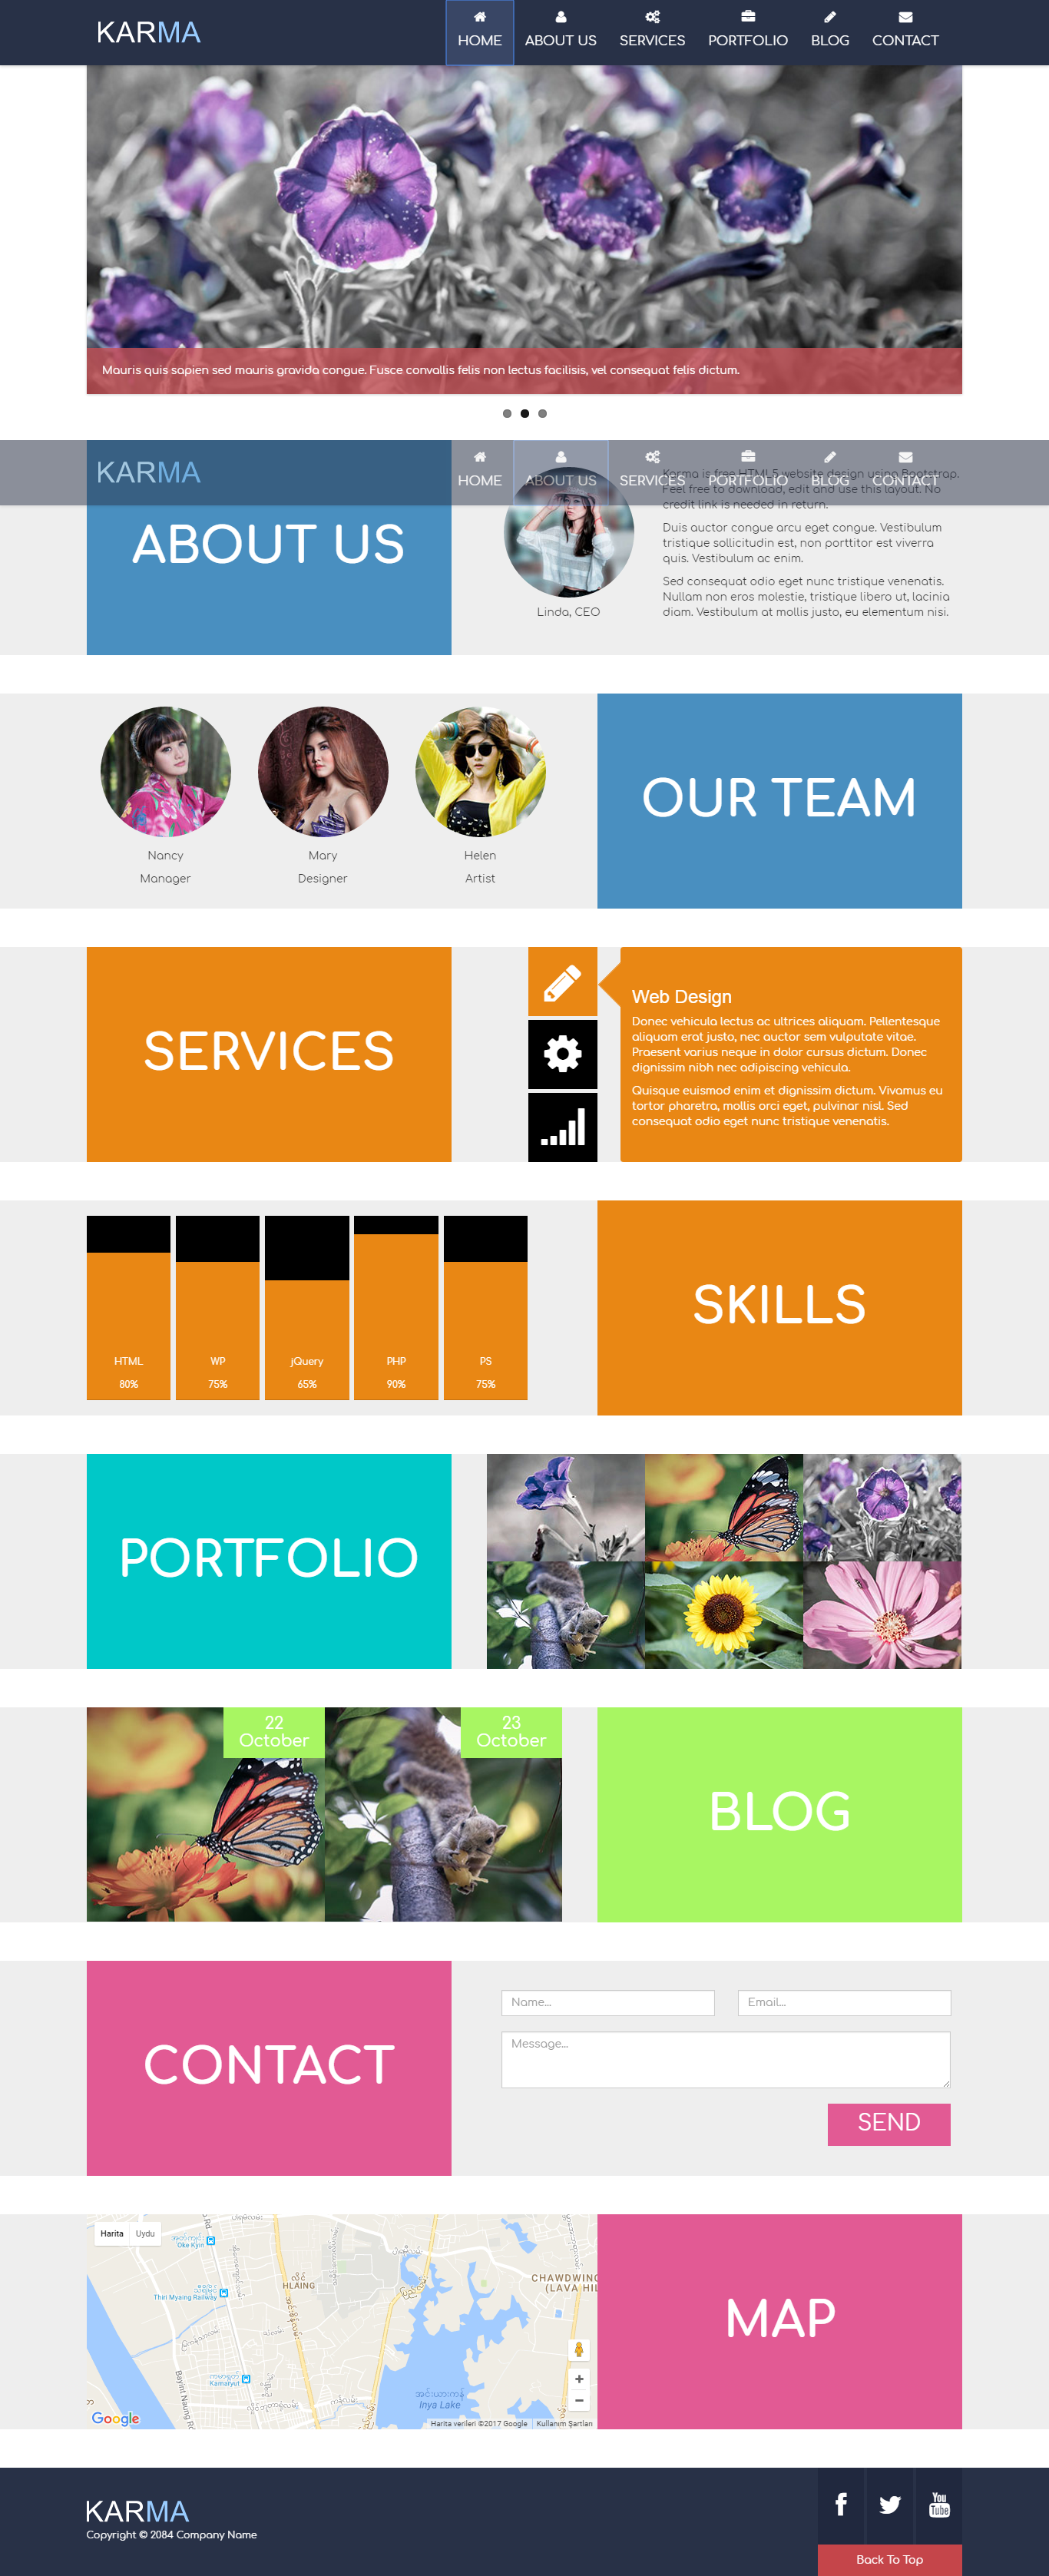 KARMA
HOME ABOUT US SERVICES PORTFOLIO BLOG CONTACT
Mauris quis sapien sed mauris gravida congue. Fusce convallis felis non lectus facilisis, vel consequat felis dictum.
KARMA
HOME ABOUT US SERVICES PORTFOLIO BLOG CONTACT
ABOUT US
Linda, CEO
Karma is free HTML5 website design using Bootstrap.
Feel free to download, edit and use this layout. No
credit link is needed in return.
Duis auctor congue arcu eget congue. Vestibulum
tristique sollicitudin est, non porttitor est viverra
quis. Vestibulum ac enim.
Sed consequat odio eget nunc tristique venenatis.
Nullam non eros molestie, tristique libero ut, lacinia
diam. Vestibulum at mollis justo, eu elementum nisi.
Nancy
Manager
Mary
Designer
Helen
Artist
OUR TEAM
SERVICES
Web Design
Donec vehicula lectus ac ultrices aliquam. Pellentesque
aliquam erat justo, nec auctor sem vulputate vitae.
Praesent varius neque in dolor cursus dictum. Donec
dignissim nibh nec adipiscing vehicula.
Quisque euismod enim et dignissim dictum. Vivamus eu
tortor pharetra, mollis orci eget, pulvinar nisl. Sed
consequat odio eget nunc tristique venenatis.
HTML
80%
WP
75%
jQuery
65%
PHP
90%
PS
75%
SKILLS
PORTFOLIO
22
October
23
October
BLOG
CONTACT
Name...
Email...
Message...
SEND
Harita Uydu
'Oke Kyin
လှိုင်
HLAING
CHAWDWING
(LAVA HIL
Thiri Myaing Railway
Kamaryut
Bayint Naung Rd
Inya Lake
Google
Harita verileri ©2017 Google Kullanım Şartları
MAP
KARMA
Copyright © 2084 Company Name
You
Tube
Back To Top